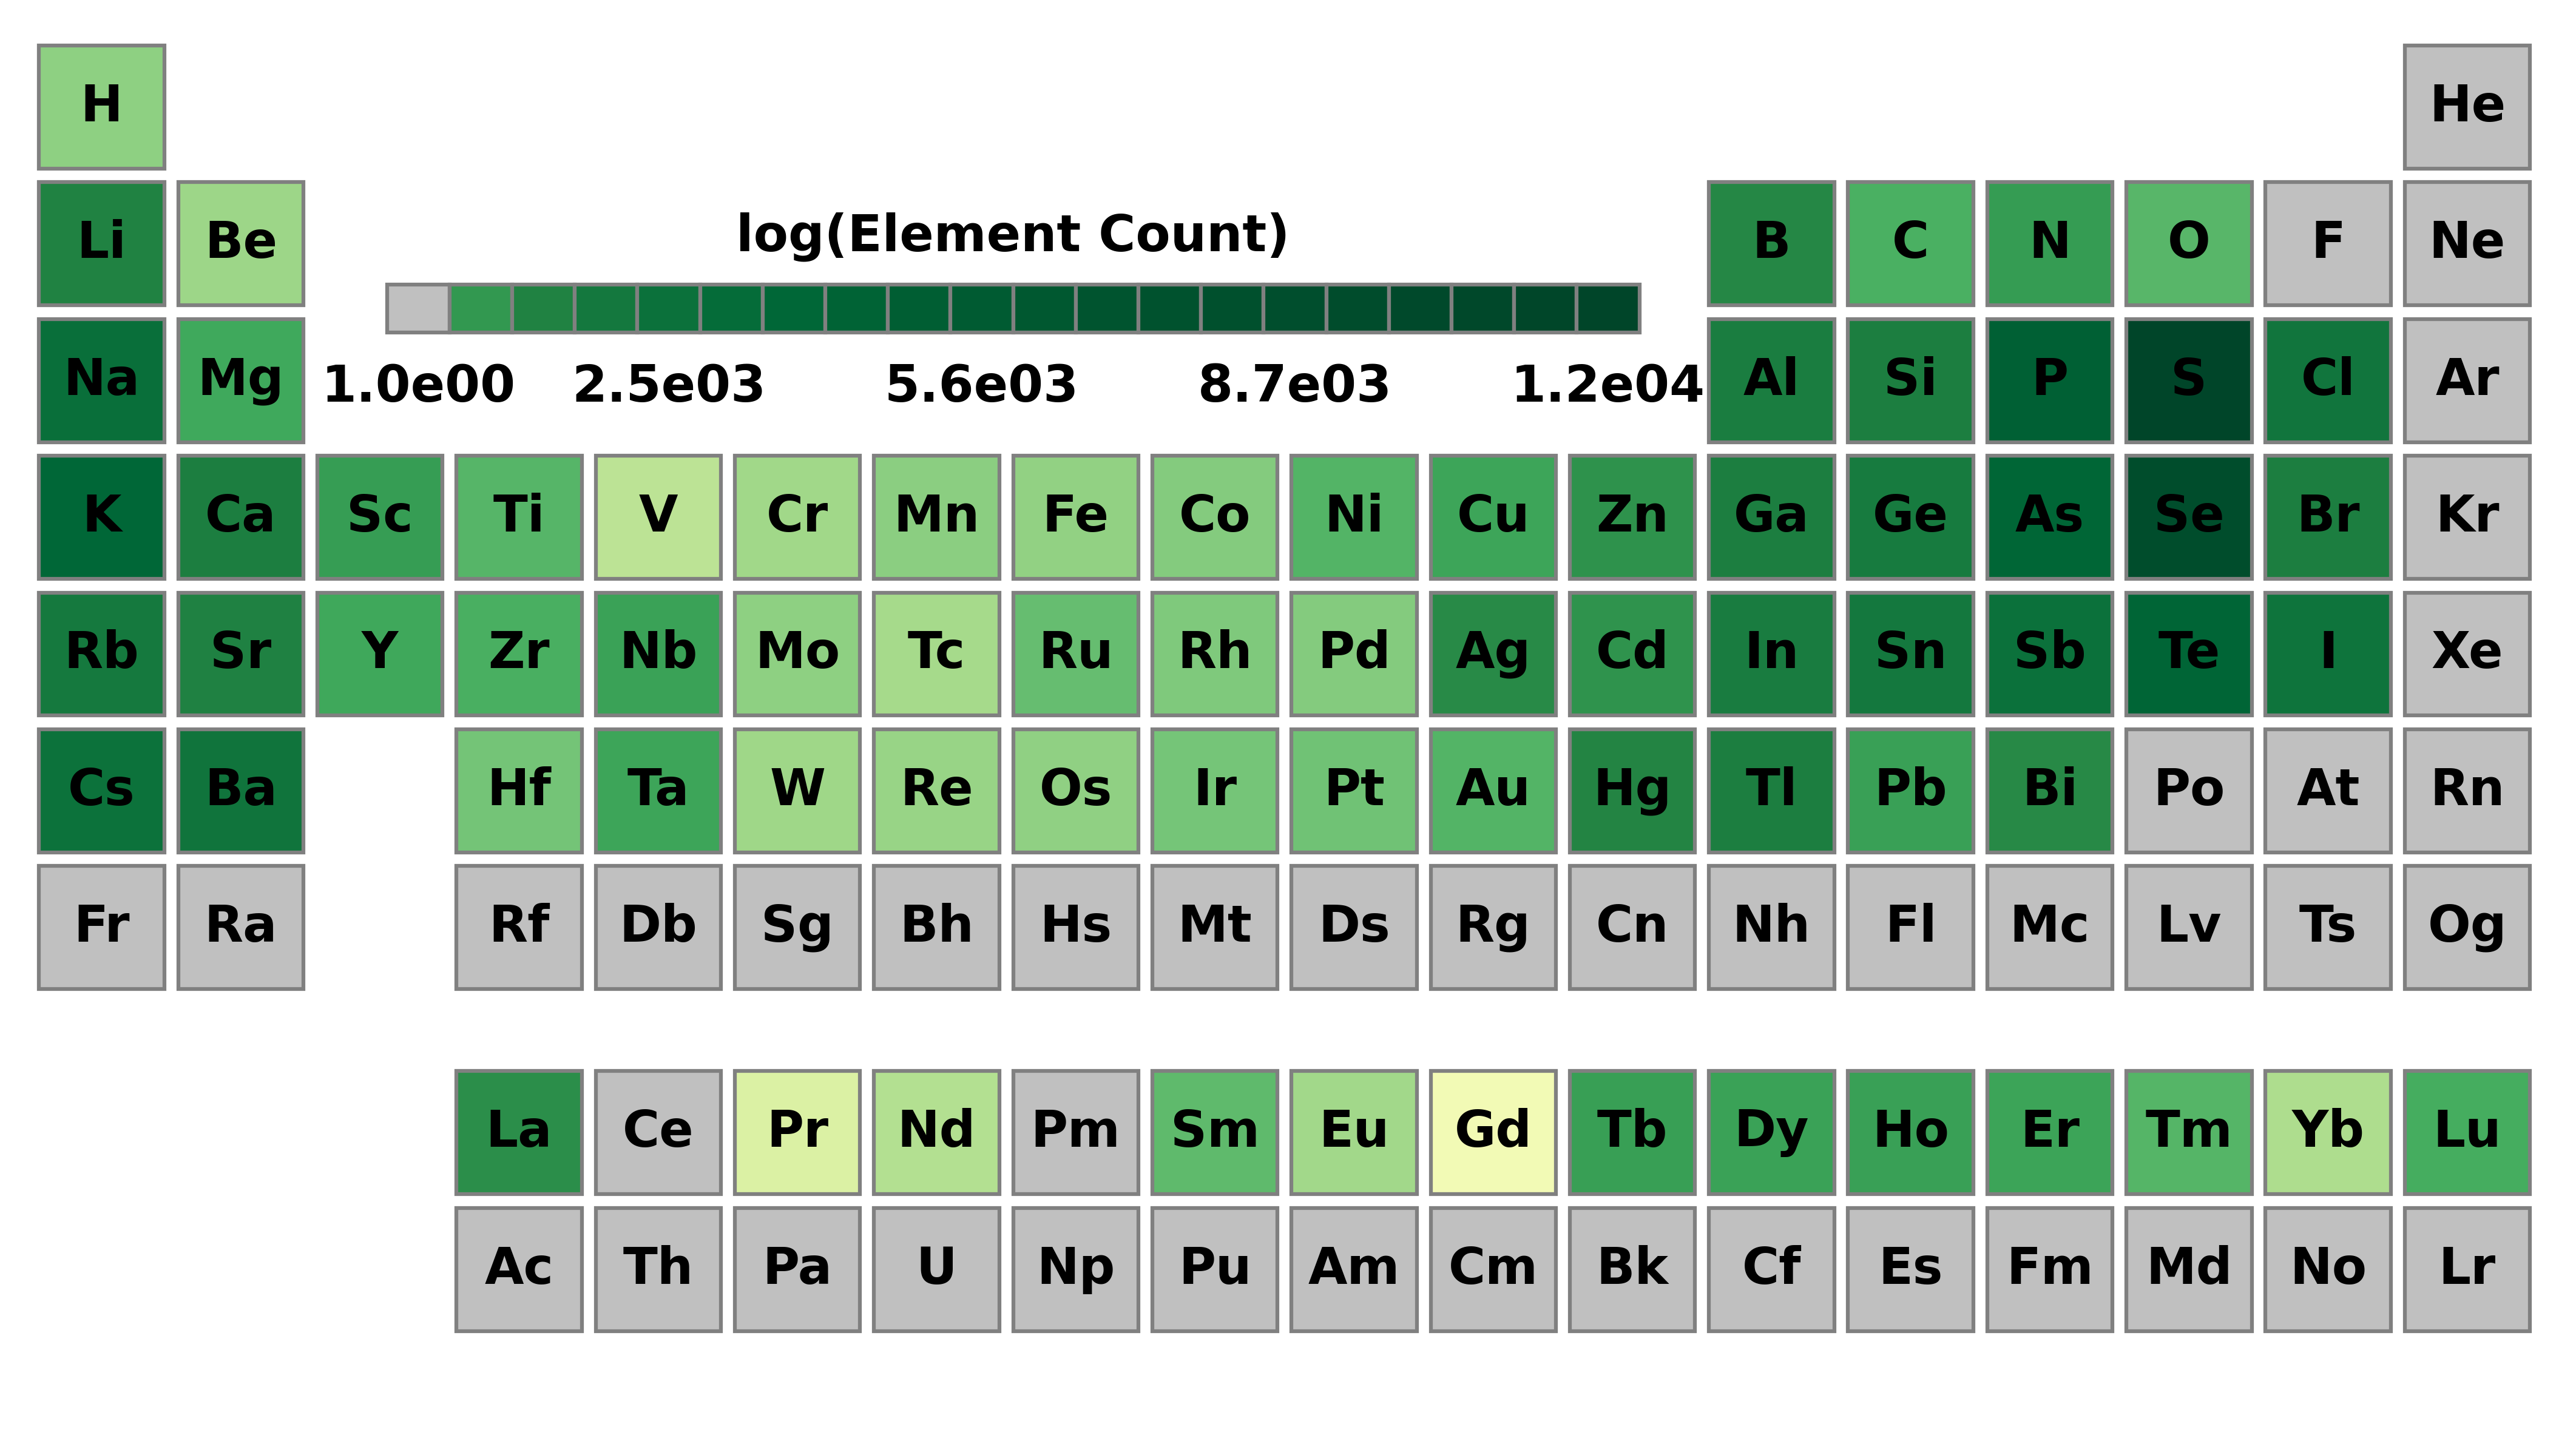 H He
Li Be B C N O F Ne
log(Element Count)
Na Mg Al Si P S Cl Ar
1.0e00 2.5e03 5.6e03 8.7e03 1.2e04
K Ca Sc Ti V Cr Mn Fe Co Ni Cu Zn Ga Ge As Se Br Kr
Rb Sr Y Zr Nb Mo Tc Ru Rh Pd Ag Cd In Sn Sb Te I Xe
Cs Ba Hf Ta W Re Os Ir Pt Au Hg Tl Pb Bi Po At Rn
Fr Ra Rf Db Sg Bh Hs Mt Ds Rg Cn Nh Fl Mc Lv Ts Og
La Ce Pr Nd Pm Sm Eu Gd Tb Dy Ho Er Tm Yb Lu
Ac Th Pa U Np Pu Am Cm Bk Cf Es Fm Md No Lr